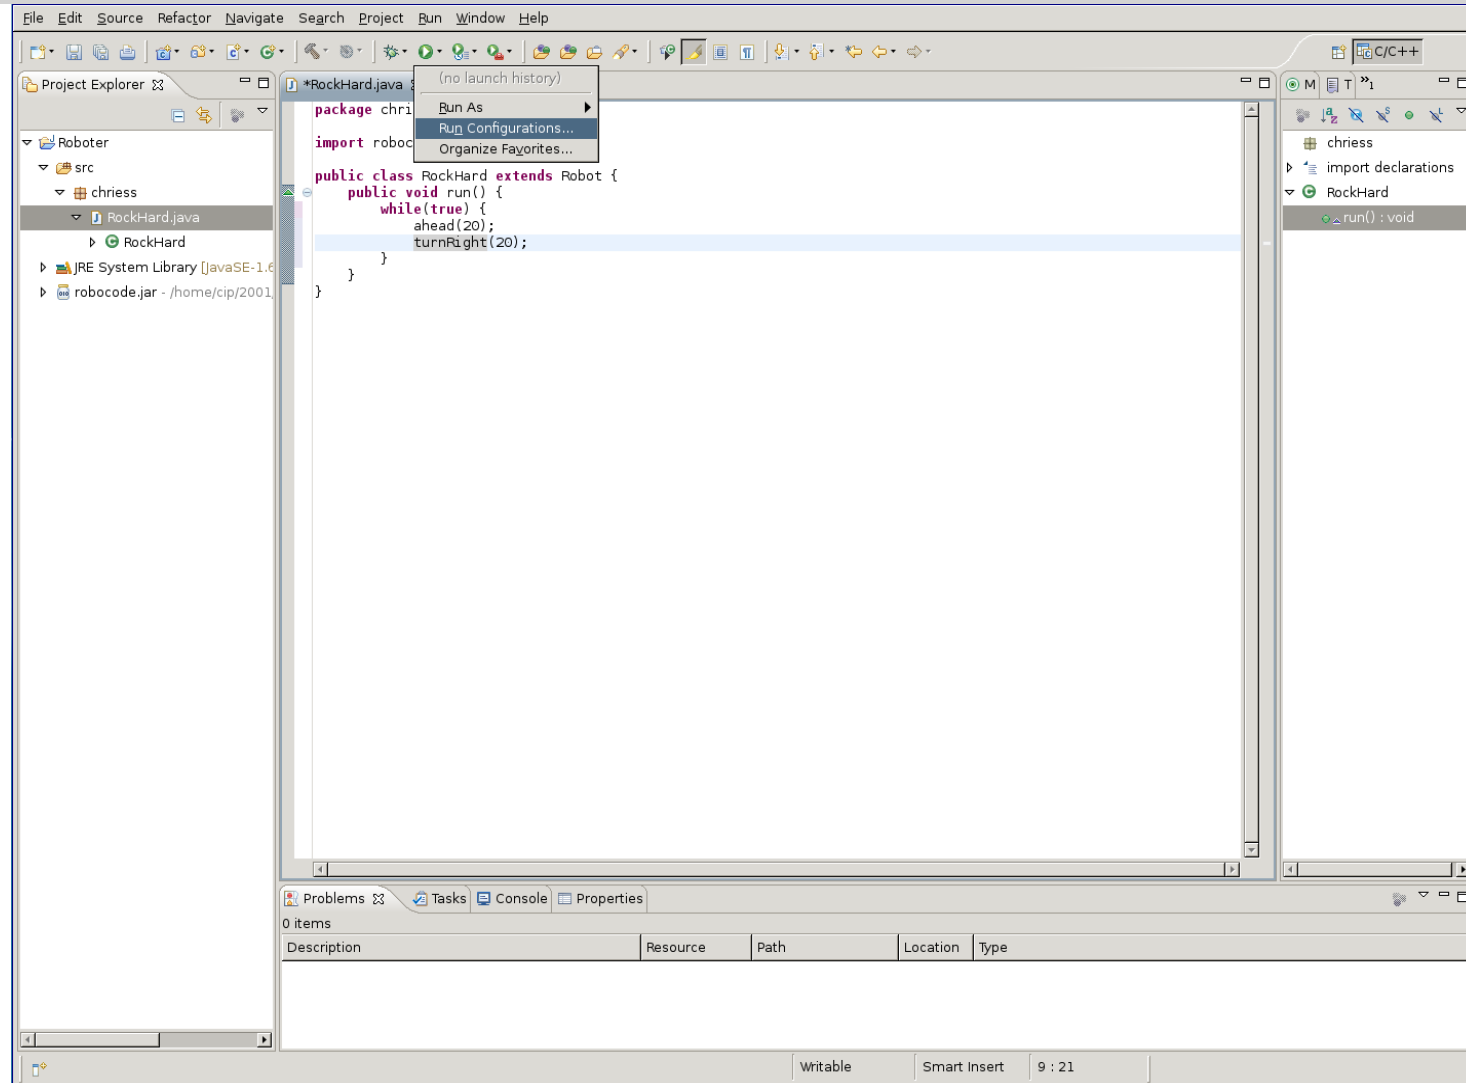 File Edit Source Refactor Navigate Search Project Run Window Help
C/C++
Project Explorer
*RockHard.java
(no launch history)
Run As
Run Configurations...
Organize Favorites...
M T »1
Roboter
src
chriess
RockHard.java
RockHard
JRE System Library [JavaSE-1.6
robocode.jar - /home/cip/2001,
package chri
import roboc
public class RockHard extends Robot {
public void run() {
while(true) {
ahead(20);
turnRight(20);
}
}
}
chriess
import declarations
RockHard
run() : void
Problems Tasks Console Properties
0 items
Description Resource Path Location Type
Writable Smart Insert 9 : 21